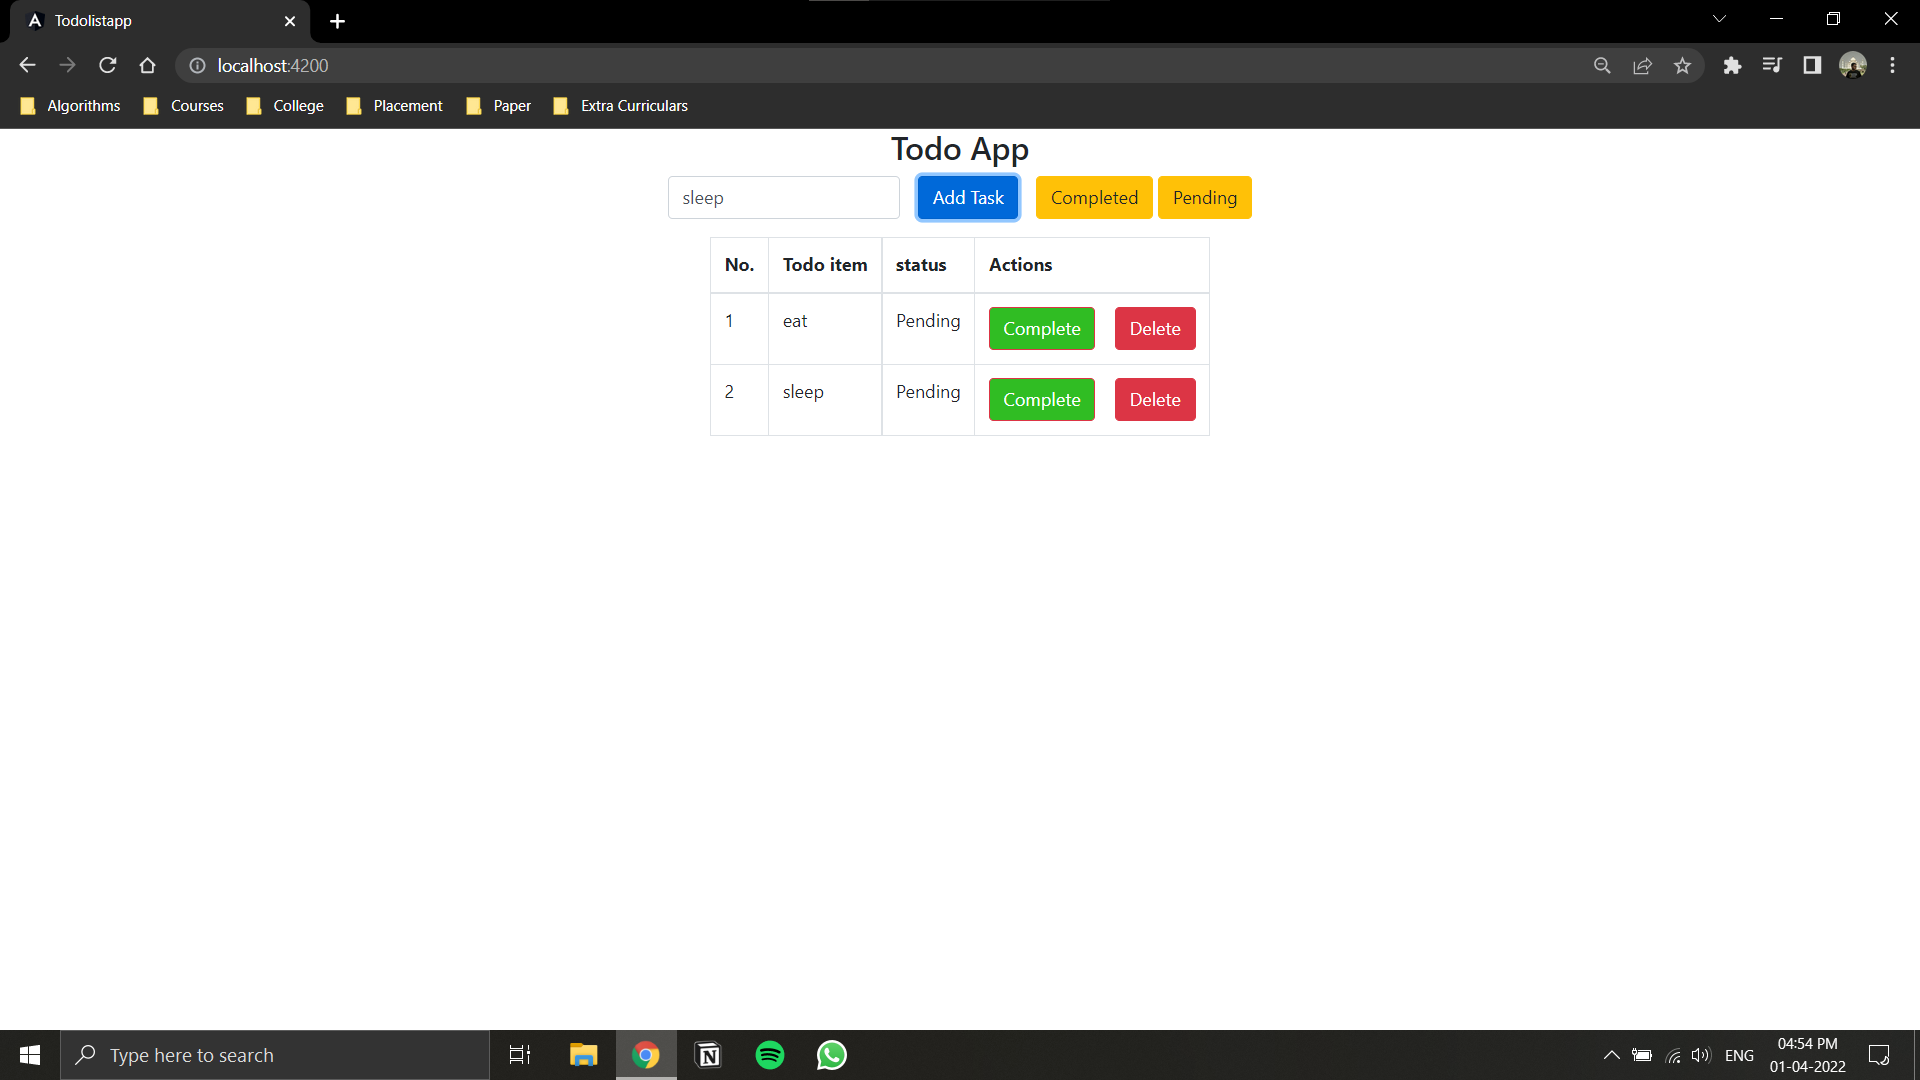 Todolistapp
localhost:4200
Algorithms Courses College Placement Paper Extra Curriculars
Todo App
sleep Add Task Completed Pending
No. Todo item status Actions
1 eat Pending Complete Delete
2 sleep Pending Complete Delete
Type here to search
ENG
04:54 PM
01-04-2022